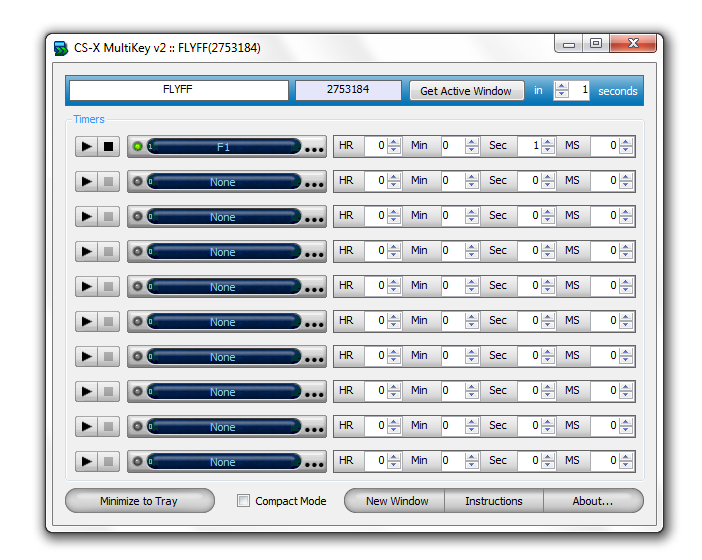 CS-X MultiKey v2 :: FLYFF(2753184)
FLYFF 2753184 Get Active Window in 1 seconds
Timers
1 F1 ... HR 0 Min 0 Sec 1 MS 0
0 None ... HR 0 Min 0 Sec 0 MS 0
0 None ... HR 0 Min 0 Sec 0 MS 0
0 None ... HR 0 Min 0 Sec 0 MS 0
0 None ... HR 0 Min 0 Sec 0 MS 0
0 None ... HR 0 Min 0 Sec 0 MS 0
0 None ... HR 0 Min 0 Sec 0 MS 0
0 None ... HR 0 Min 0 Sec 0 MS 0
0 None ... HR 0 Min 0 Sec 0 MS 0
0 None ... HR 0 Min 0 Sec 0 MS 0
Minimize to Tray Compact Mode New Window Instructions About...